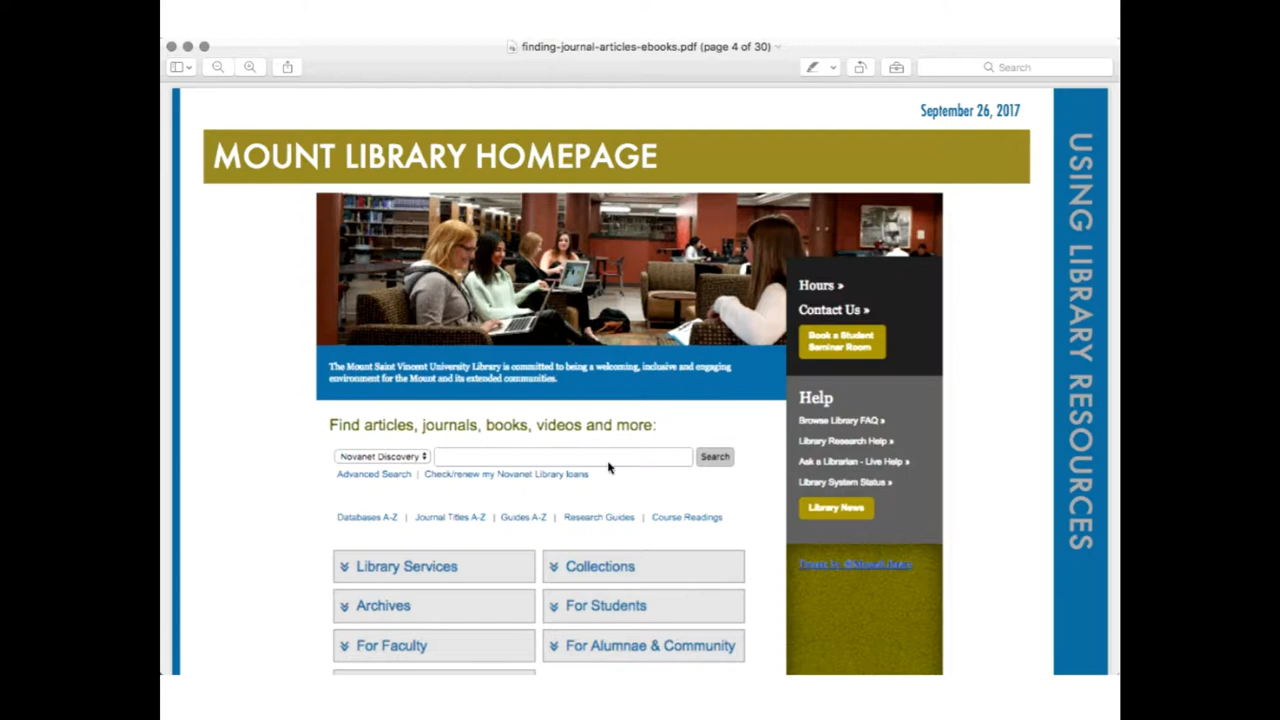 finding-journal-articles-ebooks.pdf (page 4 of 30)
Search
September 26, 2017
MOUNT LIBRARY HOMEPAGE
USING LIBRARY RESOURCES
Hours »
Contact Us »
Book a Student
Seminar Room
The Mount Saint Vincent University Library is committed to being a welcoming, inclusive and engaging
environment for the Mount and its extended communities.
Help
Browse Library FAQ »
Library Research Help »
Ask a Librarian - Live Help »
Library System Status »
Library News
Find articles, journals, books, videos and more:
Novanet Discovery
Search
Advanced Search | Check/renew my Novanet Library loans
Databases A-Z | Journal Titles A-Z | Guides A-Z | Research Guides | Course Readings
Library Services
Collections
Archives
For Students
For Faculty
For Alumnae & Community
Tweets by